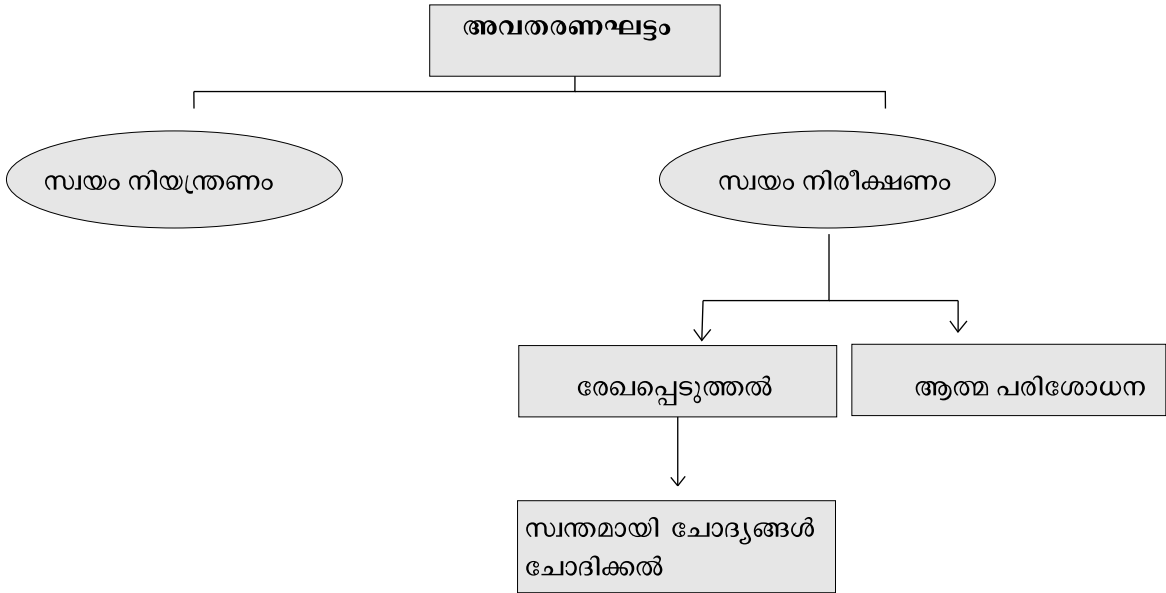 അവതരണഘട്ടം
സ്വയം നിയന്ത്രണം
സ്വയം നിരീക്ഷണം
രേഖപ്പെടുത്തൽ
ആത്മ പരിശോധന
സ്വന്തമായി ചോദ്യങ്ങൾ
ചോദിക്കൽ